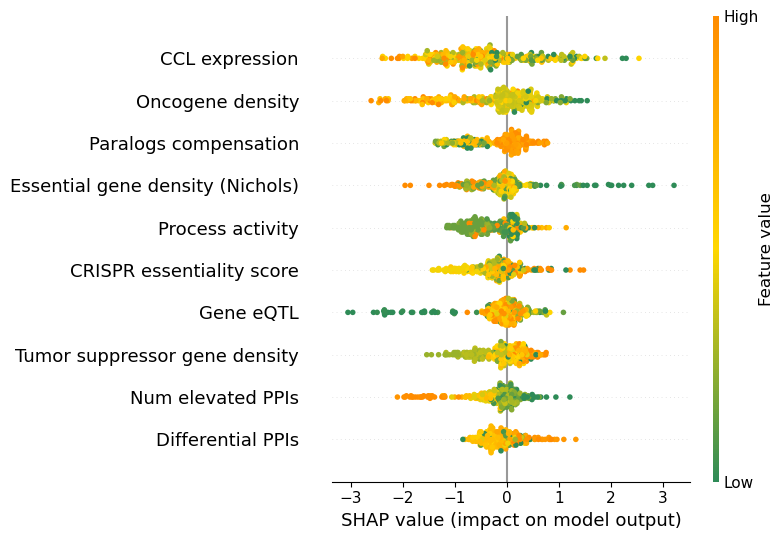 High
CCL expression
Oncogene density
Paralogs compensation
Essential gene density (Nichols)
Process activity
CRISPR essentiality score
Gene eQTL
Tumor suppressor gene density
Num elevated PPIs
Differential PPIs
Feature value
Low
−3 −2 −1 0 1 2 3
SHAP value (impact on model output)